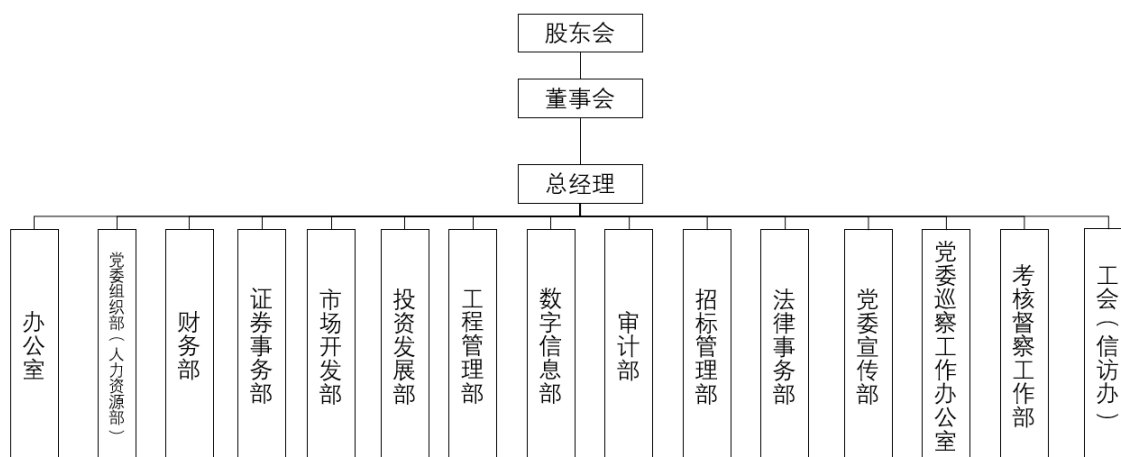 股东会
董事会
总经理
办公室
党委组织部（人力资源部）
财务部
证券事务部
市场开发部
投资发展部
工程管理部
数字信息部
审计部
招标管理部
法律事务部
党委宣传部
党委巡察工作办公室
考核督察工作部
工会（信访办）